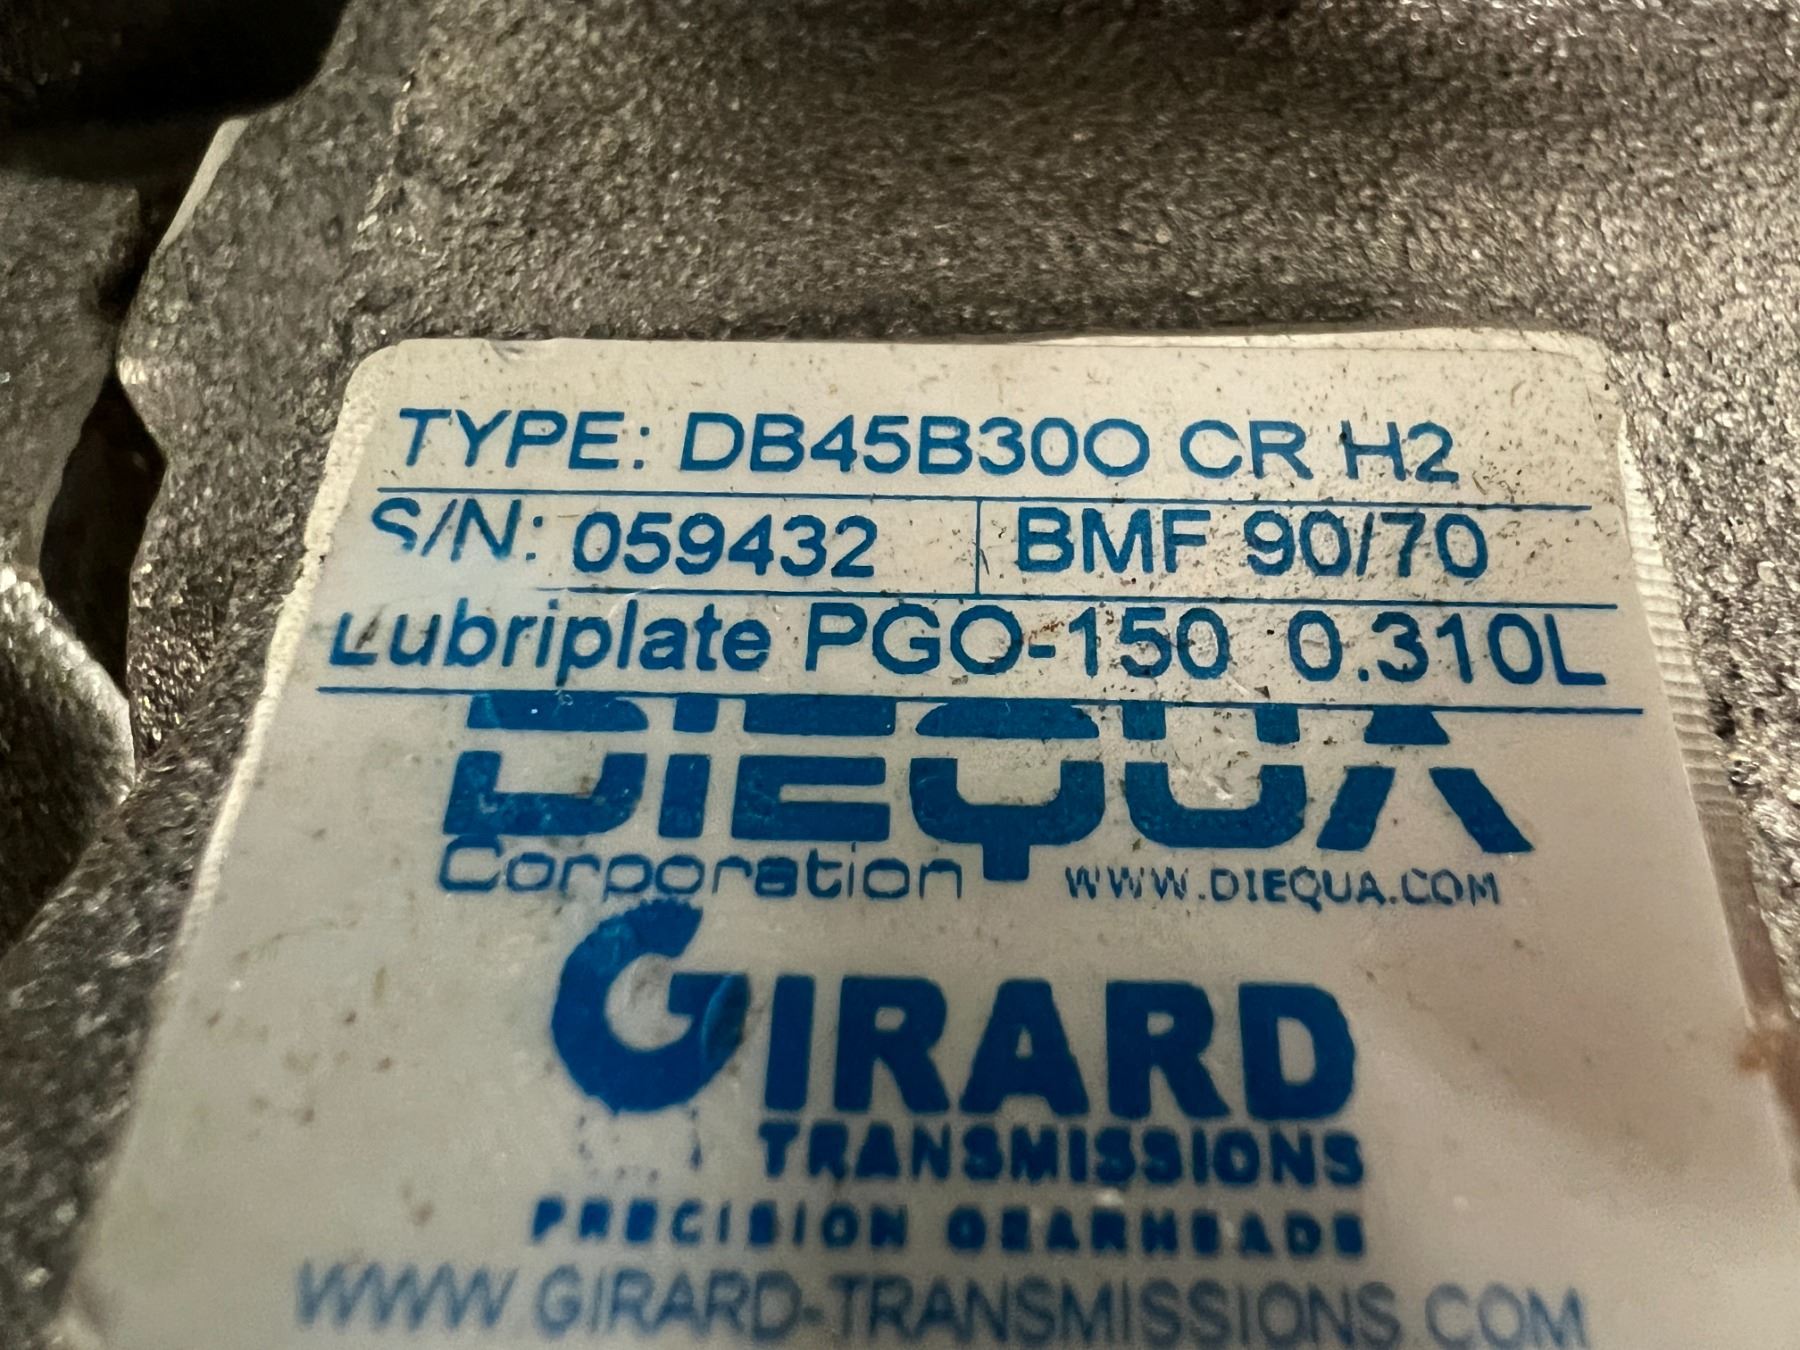 TYPE: DB45B30O CR H2
S/N: 059432 BMF 90/70
Lubriplate PGO-150 0.310L
DIEQUA
Corporation WWW.DIEQUA.COM
GIRARD
TRANSMISSIONS
PRECISION GEARHEADS
WWW.GIRARD-TRANSMISSIONS.COM